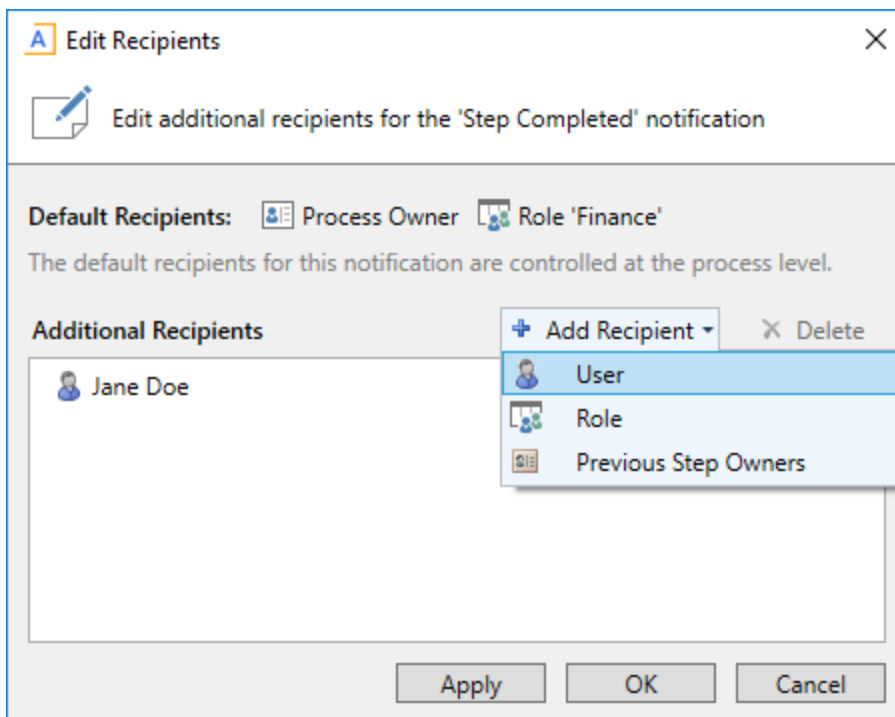 Edit Recipients
Edit additional recipients for the 'Step Completed' notification
Default Recipients: Process Owner Role 'Finance'
The default recipients for this notification are controlled at the process level.
Additional Recipients Add Recipient Delete
Jane Doe
User
Role
Previous Step Owners
Apply OK Cancel